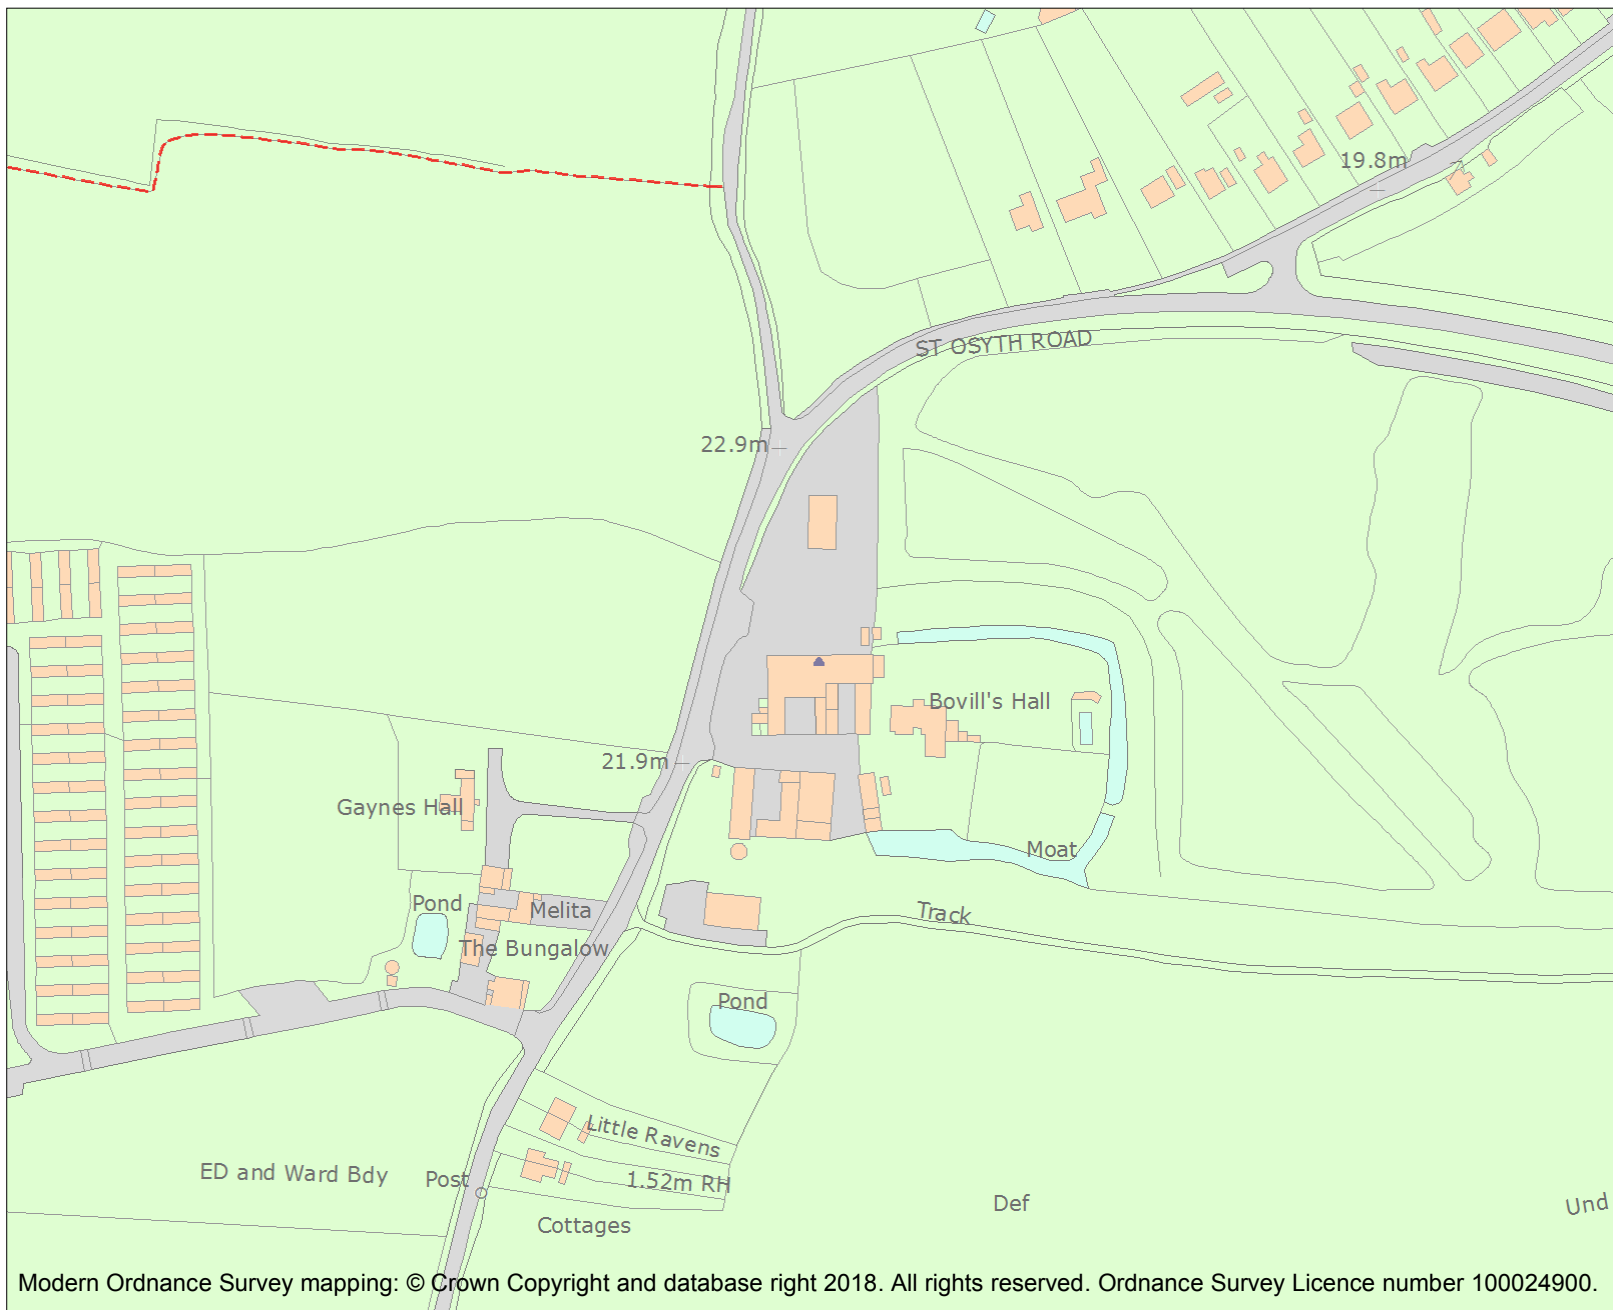 19.8m
ST OSYTH ROAD
22.9m
Bovill's Hall
21.9m
Gaynes Hall
Moat
Pond
Melita
Track
The Bungalow
Pond
Little Ravens
ED and Ward Bdy
Post
1.52m RH
Def
Und
Cottages
Modern Ordnance Survey mapping: © Crown Copyright and database right 2018. All rights reserved. Ordnance Survey Licence number 100024900.